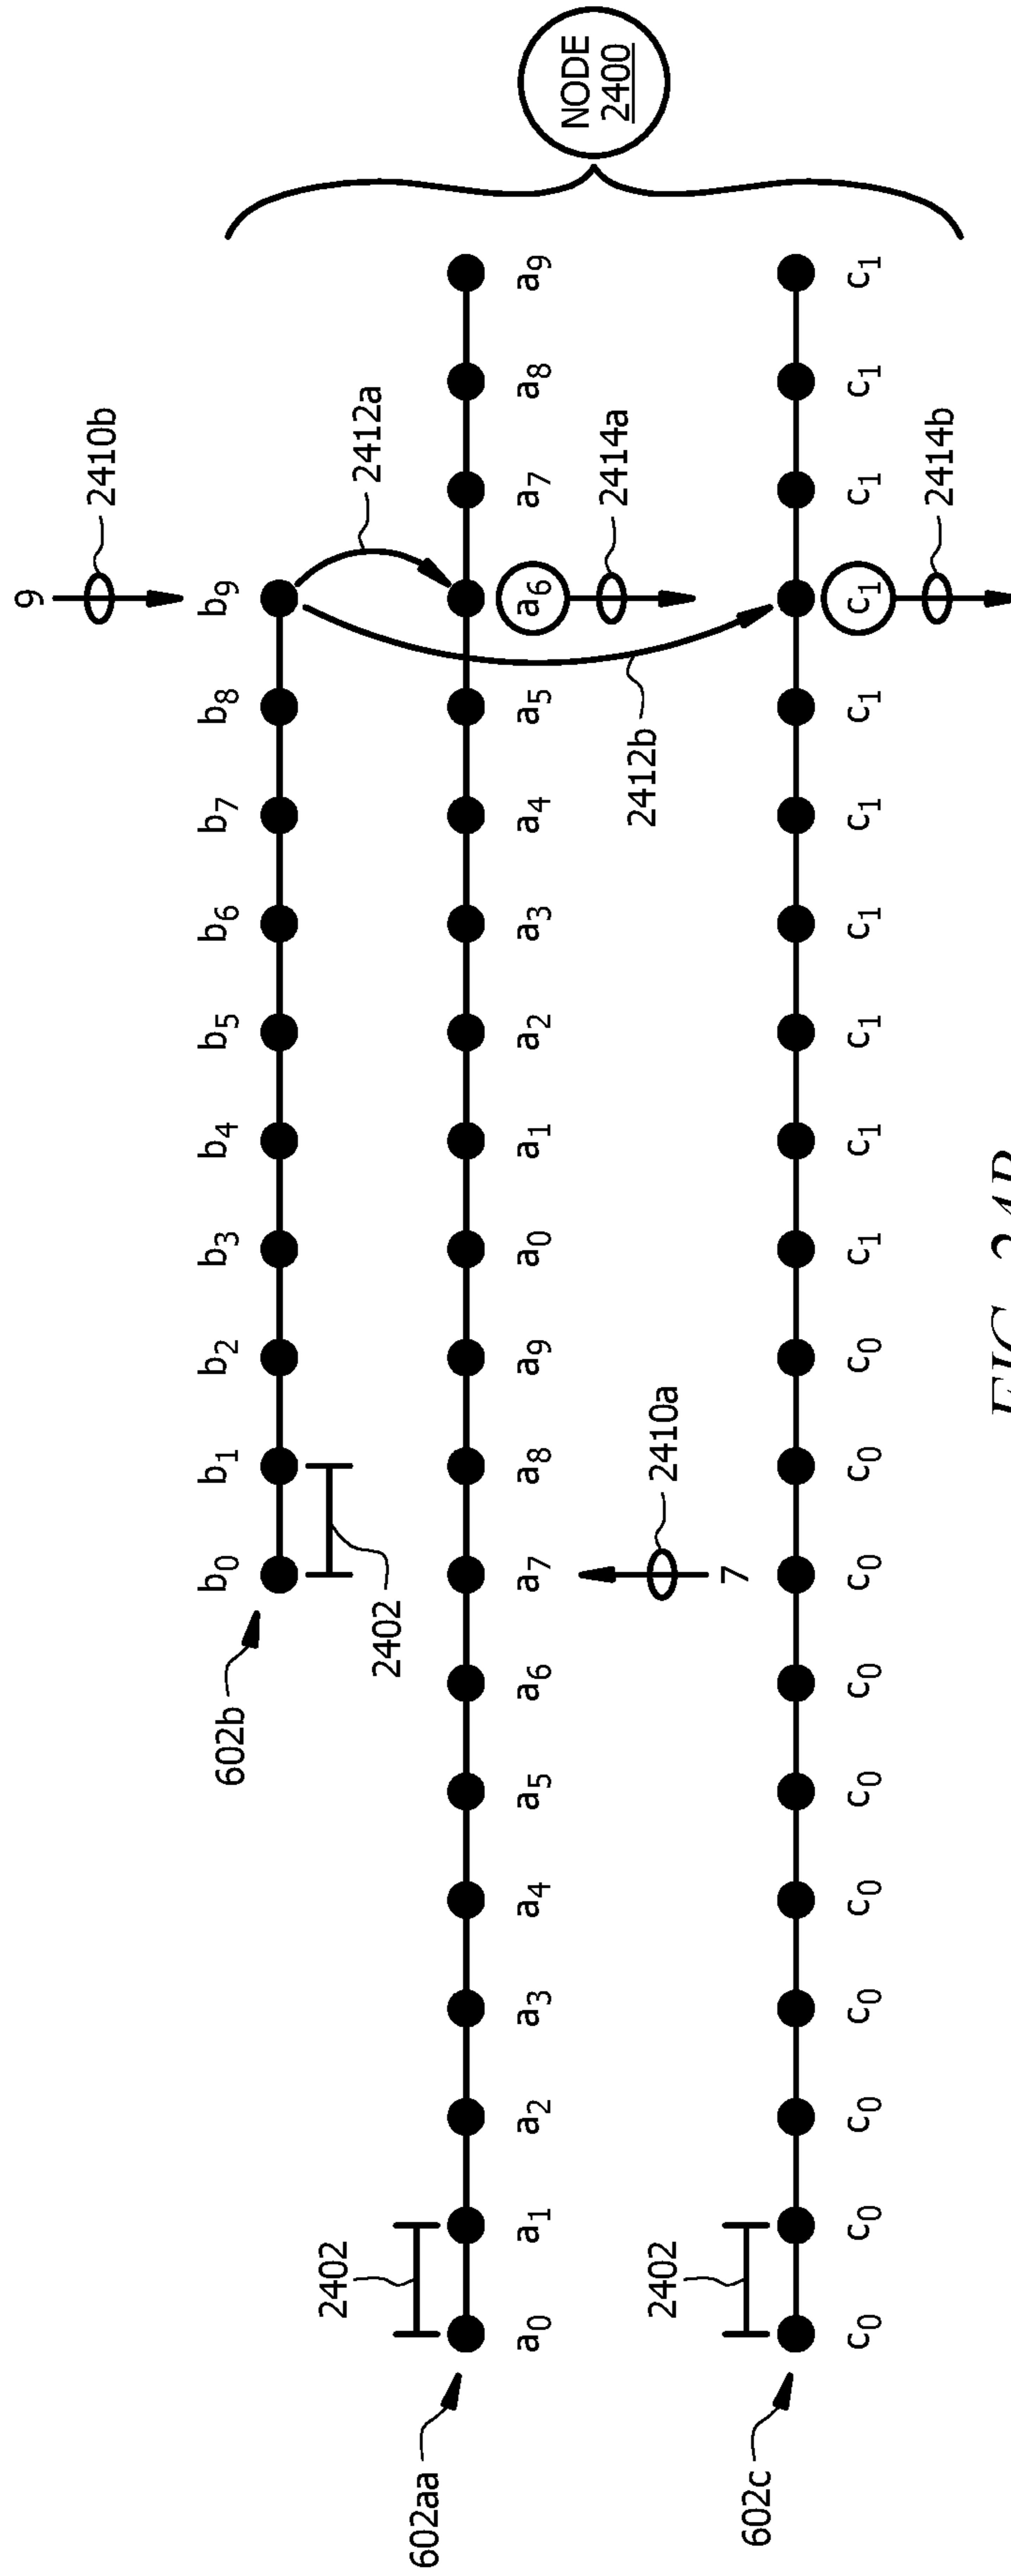 9
2410b
b₀ b₁ b₂ b₃ b₄ b₅ b₆ b₇ b₈ b₉
602b
2402
2412a
NODE
2400
2402
602aa
a₀ a₁ a₂ a₃ a₄ a₅ a₆ a₇ a₈ a₉ a₀ a₁ a₂ a₃ a₄ a₅ a₆ a₇ a₈ a₉
2414a
2410a
7
2412b
2402
602c
c₀ c₀ c₀ c₀ c₀ c₀ c₀ c₀ c₀ c₀ c₁ c₁ c₁ c₁ c₁ c₁ c₁ c₁ c₁ c₁
2414b
FIG. 24B